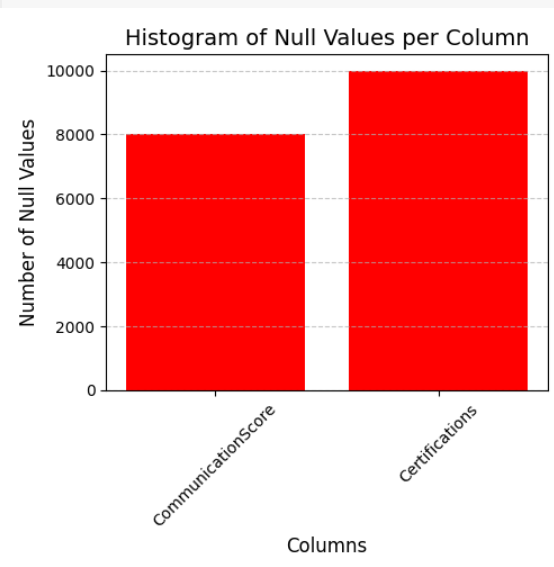 Histogram of Null Values per Column
Number of Null Values
10000
8000
6000
4000
2000
0
CommunicationScore
Certifications
Columns